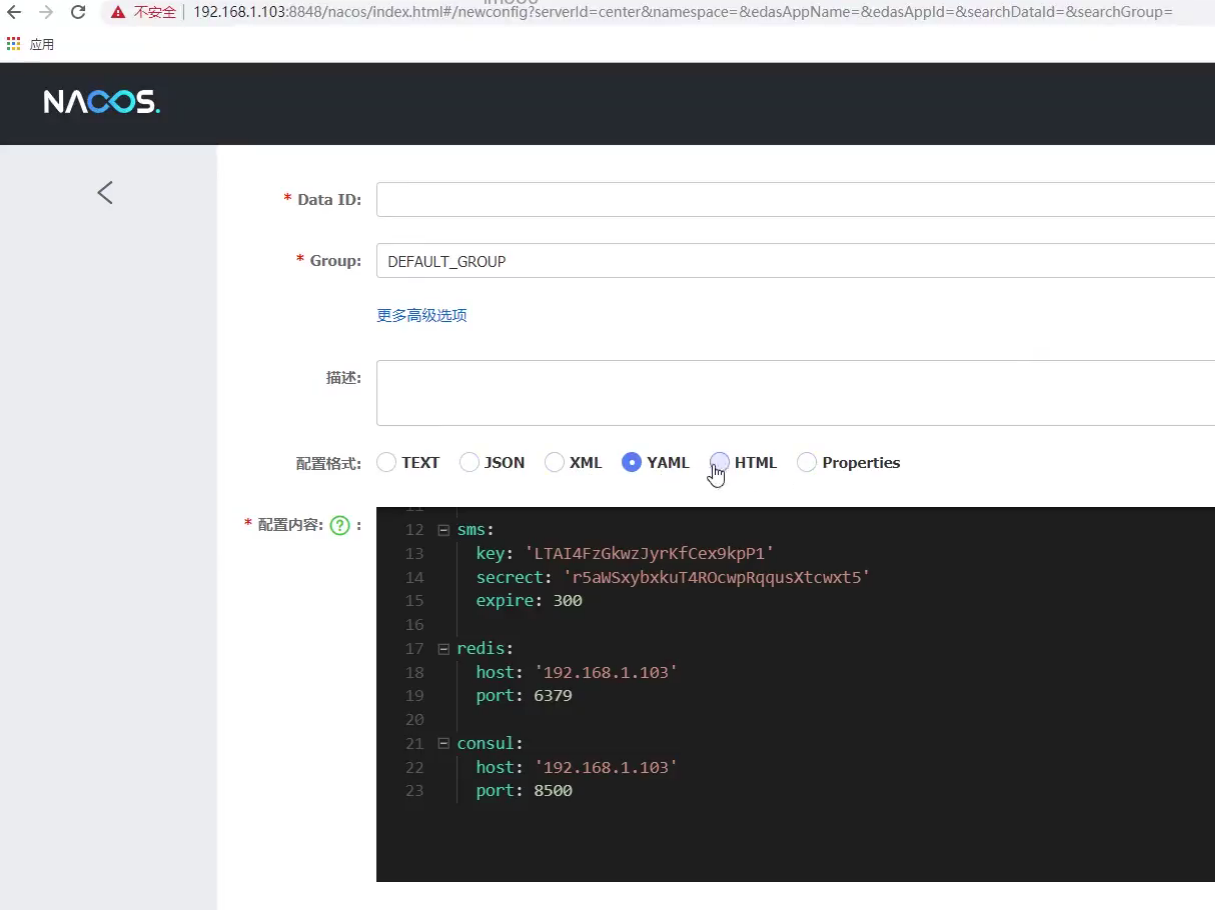 不安全 | 192.168.1.103:8848/nacos/index.html#/newconfig?serverId=center&namespace=&edasAppName=&edasAppId=&searchDataId=&searchGroup=
应用
NACOS.
* Data ID:
* Group: DEFAULT_GROUP
更多高级选项
描述:
配置格式: TEXT JSON XML YAML HTML Properties
* 配置内容: ? :
12 sms:
13 key: 'LTAI4FzGkwzJyrKfCex9kpP1'
14 secrect: 'r5aWSxybxkuT4ROcwpRqqusXtcwxt5'
15 expire: 300
16
17 redis:
18 host: '192.168.1.103'
19 port: 6379
20
21 consul:
22 host: '192.168.1.103'
23 port: 8500